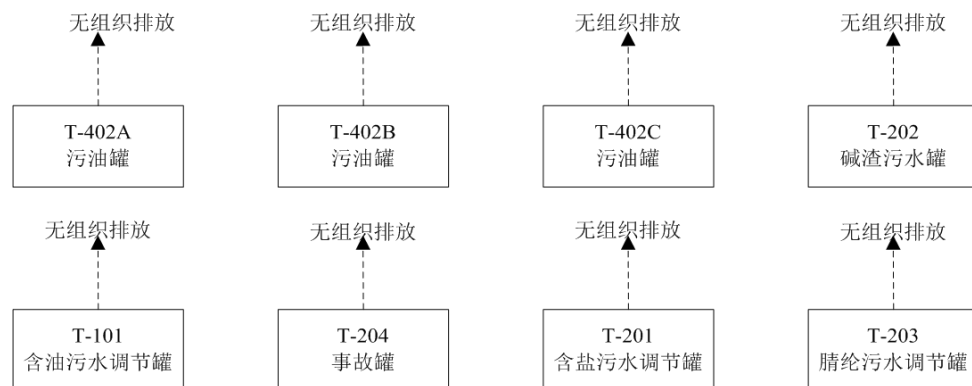 无组织排放 无组织排放 无组织排放 无组织排放
T-402A T-402B T-402C T-202
污油罐 污油罐 污油罐 碱渣污水罐
无组织排放 无组织排放 无组织排放 无组织排放
T-101 T-204 T-201 T-203
含油污水调节罐 事故罐 含盐污水调节罐 腈纶污水调节罐